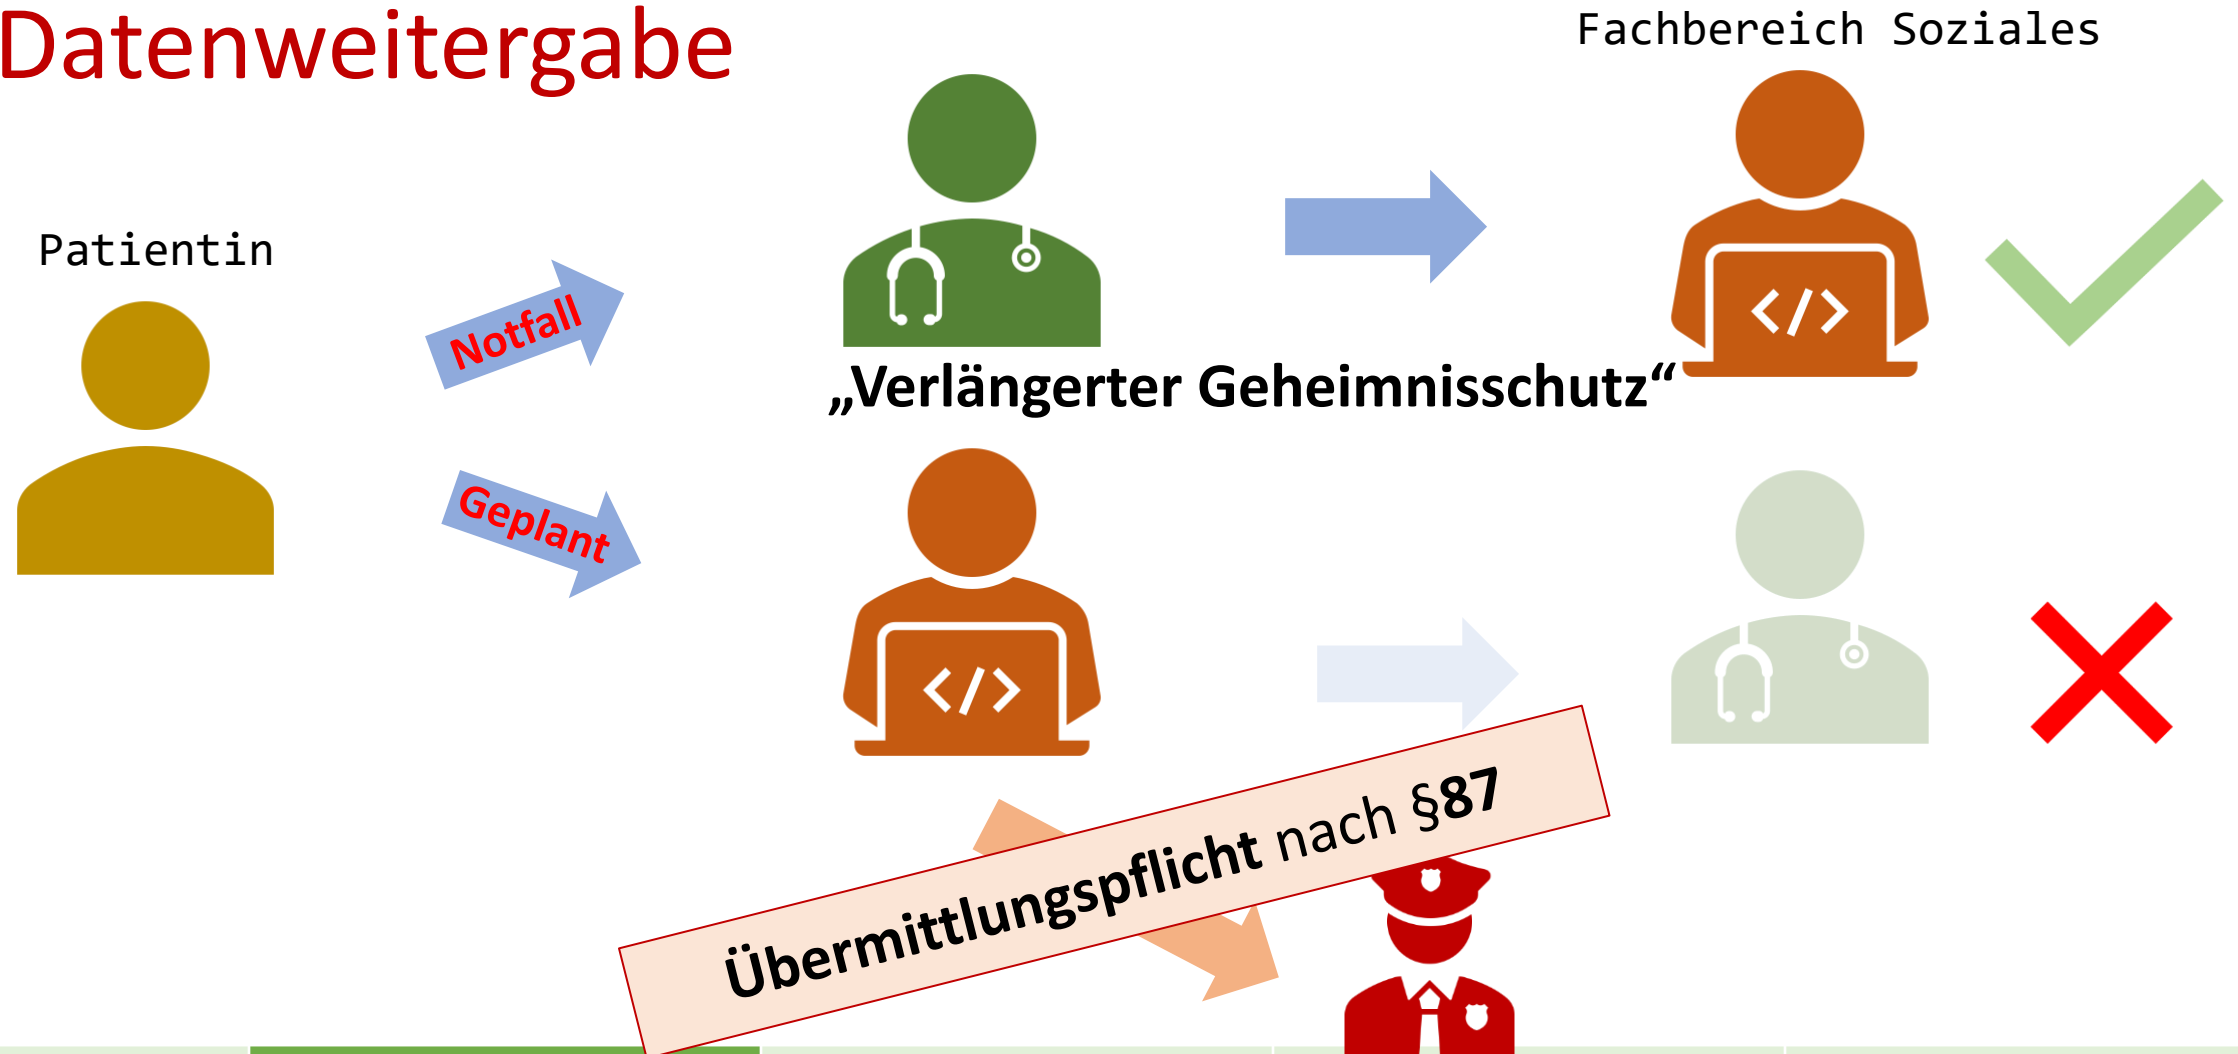 Datenweitergabe
Fachbereich Soziales
Patientin
Notfall
</>
„Verlängerter Geheimnisschutz“
Geplant
</>
Übermittlungspflicht nach §87